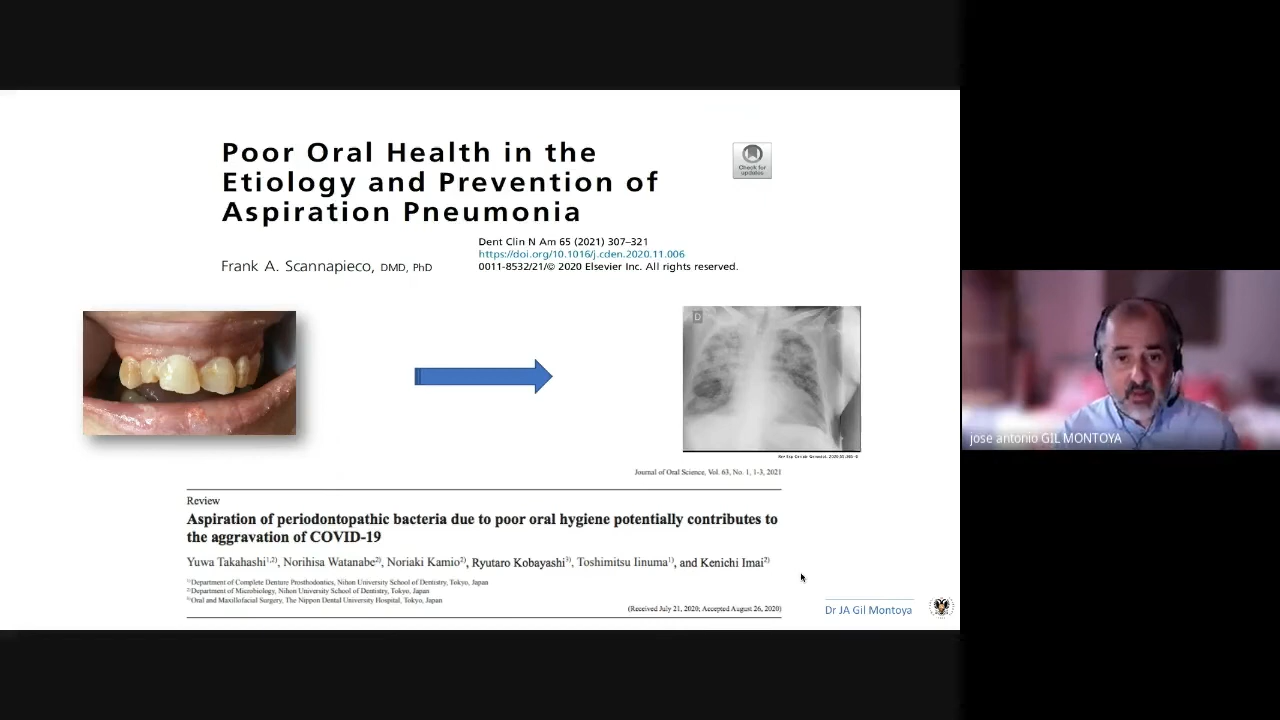 Poor Oral Health in the
Etiology and Prevention of
Aspiration Pneumonia
Check for
updates
Frank A. Scannapieco, DMD, PhD
Dent Clin N Am 65 (2021) 307–321
https://doi.org/10.1016/j.cden.2020.11.006
0011-8532/21/© 2020 Elsevier Inc. All rights reserved.
D
Journal of Oral Science, Vol. 63, No. 1, 1-3, 2021
Review
Aspiration of periodontopathic bacteria due to poor oral hygiene potentially contributes to
the aggravation of COVID-19
Yuwa Takahashi1,2), Norihisa Watanabe2), Noriaki Kamio2), Ryutaro Kobayashi3), Toshimitsu Iinuma1), and Kenichi Imai2)
1)Department of Complete Denture Prosthodontics, Nihon University School of Dentistry, Tokyo, Japan
2)Department of Microbiology, Nihon University School of Dentistry, Tokyo, Japan
3)Oral and Maxillofacial Surgery, The Nippon Dental University Hospital, Tokyo, Japan
(Received July 21, 2020; Accepted August 26, 2020)
Dr JA Gil Montoya
jose antonio GIL MONTOYA